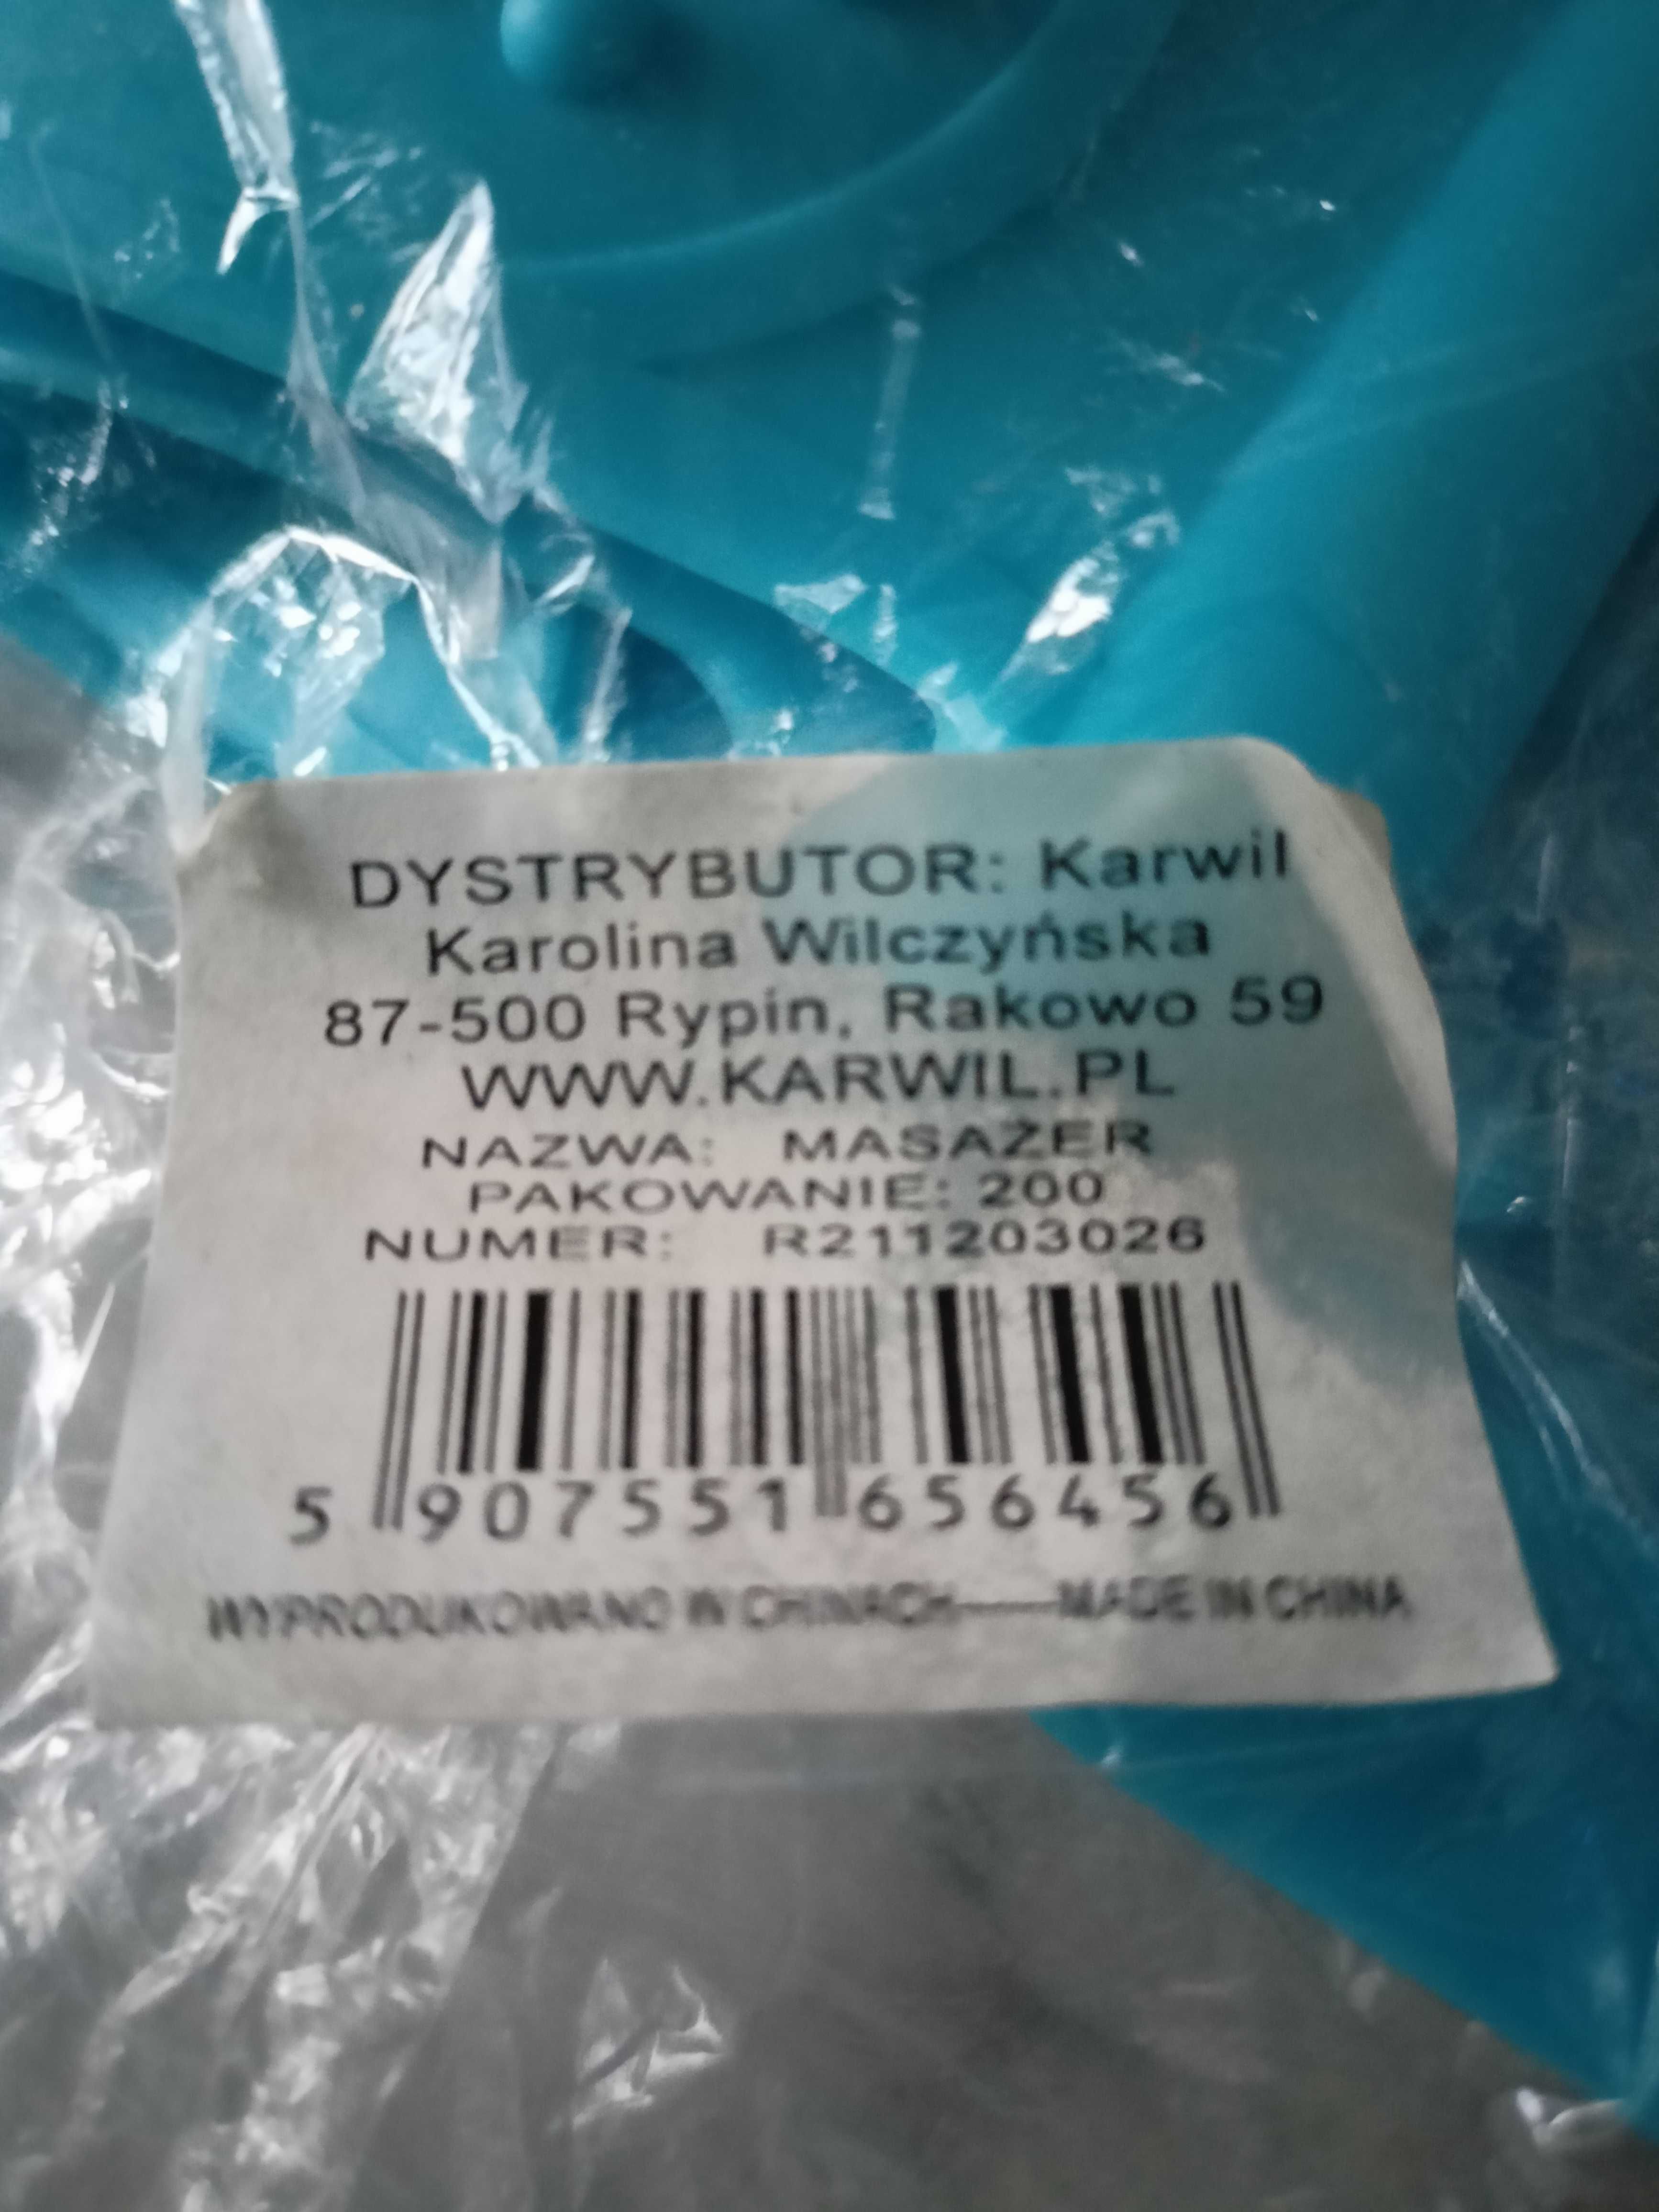 DYSTRYBUTOR: Karwil
Karolina Wilczyńska
87-500 Rypin, Rakowo 59
WWW.KARWIL.PL
NAZWA: MASAŻER
PAKOWANIE: 200
NUMER: R211203026
5 907551 656456
WYPRODUKOWANO W CHINACH——MADE IN CHINA